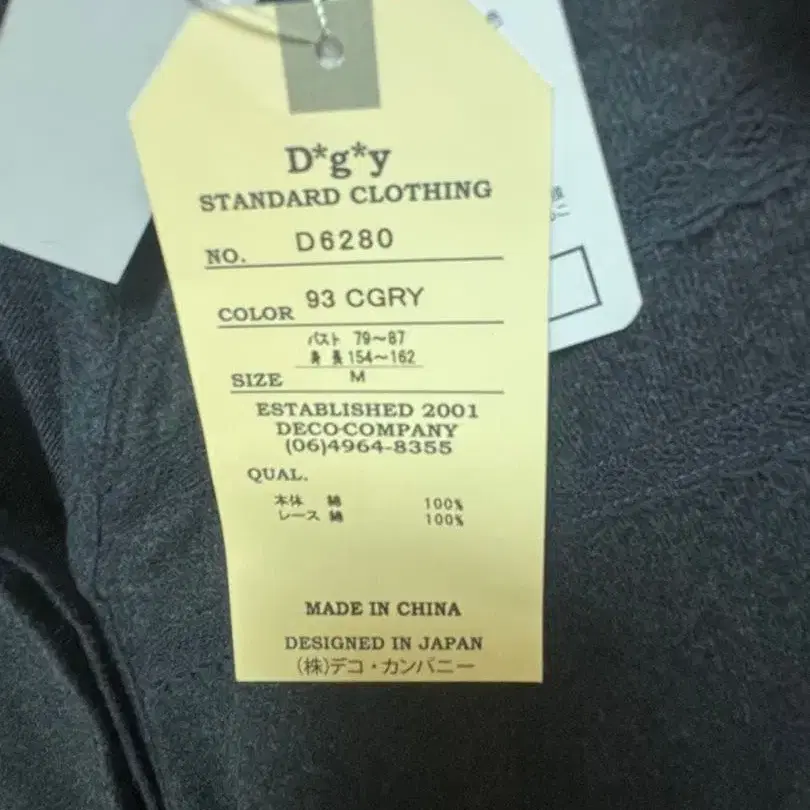 D*g*y
STANDARD CLOTHING
NO. D6280
COLOR 93 CGRY
バスト 79～87
身長 154～162
SIZE M
ESTABLISHED 2001
DECO·COMPANY
(06)4964-8355
QUAL.
本体 綿 100%
レース 綿 100%
MADE IN CHINA
DESIGNED IN JAPAN
(株)デコ・カンパニー